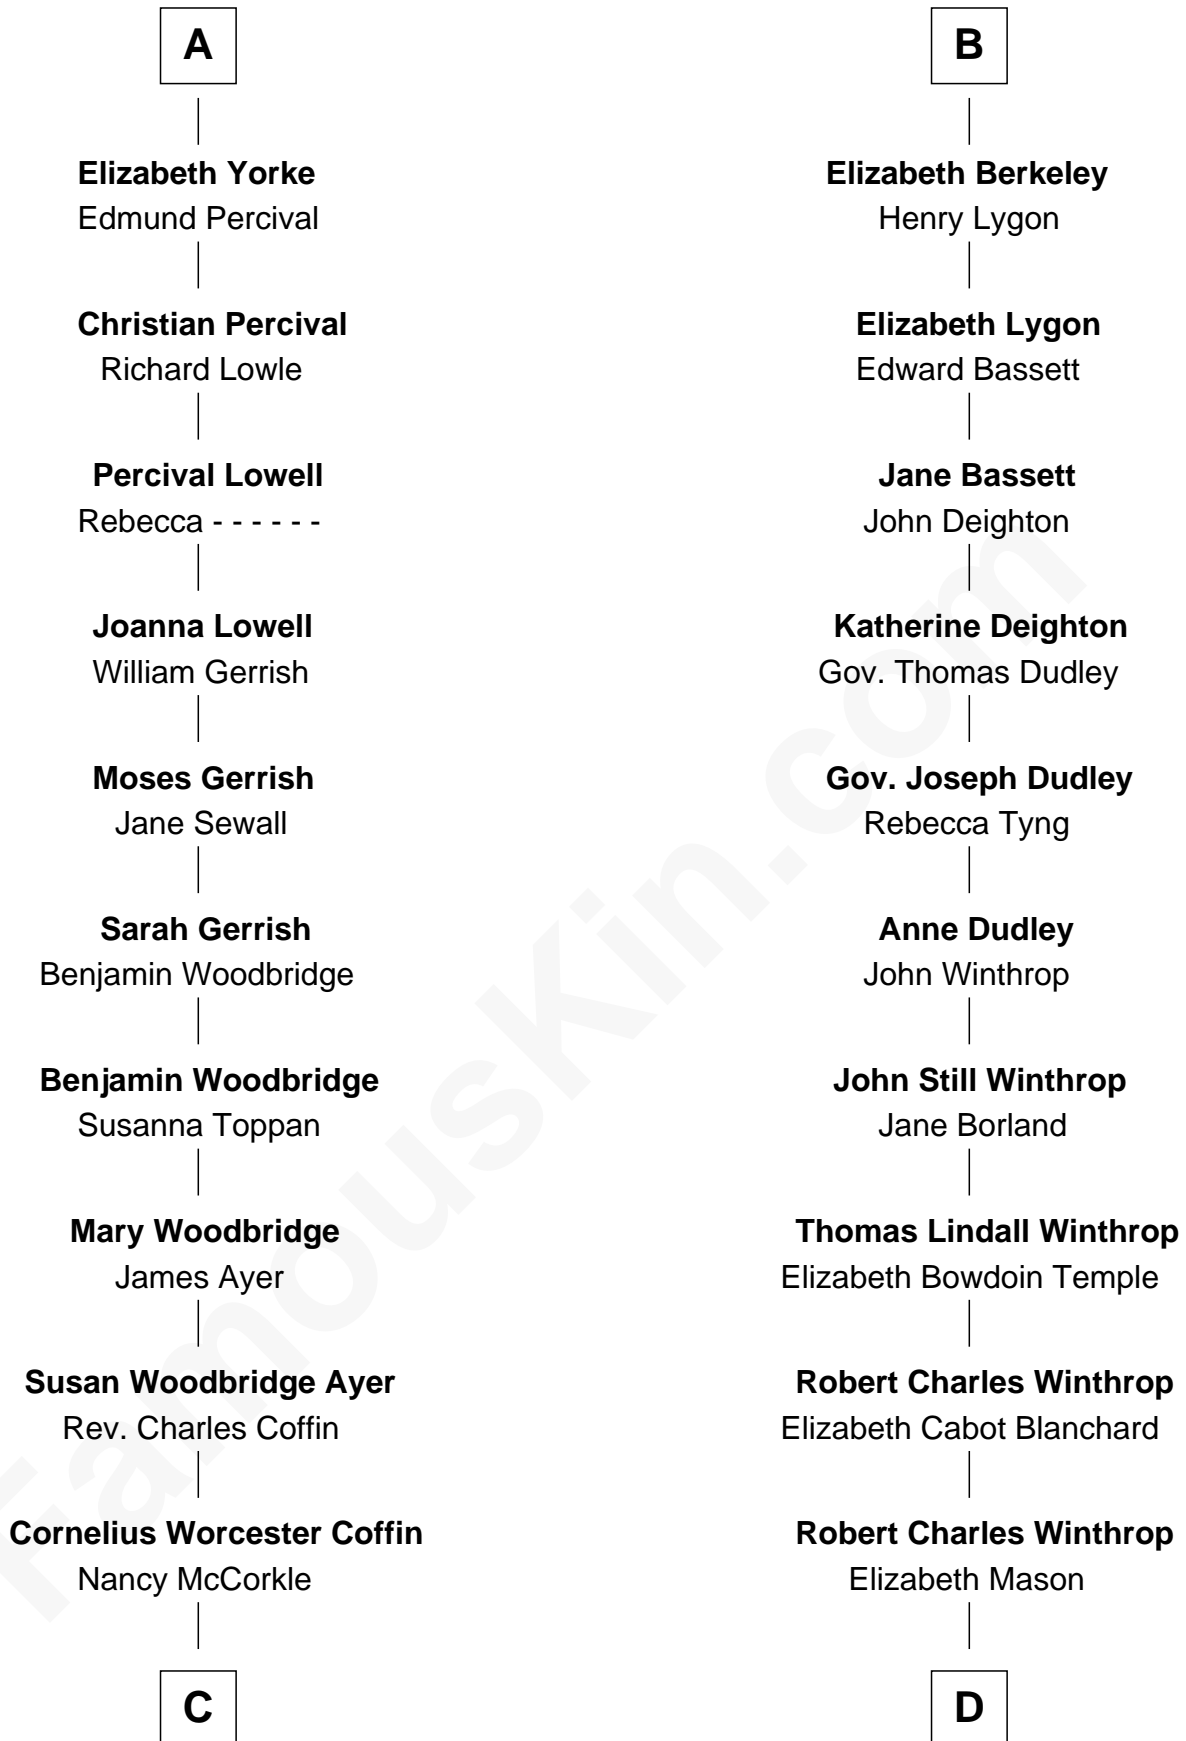 A
Elizabeth Yorke
Edmund Percival
Christian Percival
Richard Lowle
Percival Lowell
Rebecca - - - - - -
Joanna Lowell
William Gerrish
Moses Gerrish
Jane Sewall
Sarah Gerrish
Benjamin Woodbridge
Benjamin Woodbridge
Susanna Toppan
Mary Woodbridge
James Ayer
Susan Woodbridge Ayer
Rev. Charles Coffin
Cornelius Worcester Coffin
Nancy McCorkle
C
B
Elizabeth Berkeley
Henry Lygon
Elizabeth Lygon
Edward Bassett
Jane Bassett
John Deighton
Katherine Deighton
Gov. Thomas Dudley
Gov. Joseph Dudley
Rebecca Tyng
Anne Dudley
John Winthrop
John Still Winthrop
Jane Borland
Thomas Lindall Winthrop
Elizabeth Bowdoin Temple
Robert Charles Winthrop
Elizabeth Cabot Blanchard
Robert Charles Winthrop
Elizabeth Mason
D
FamousKin.com